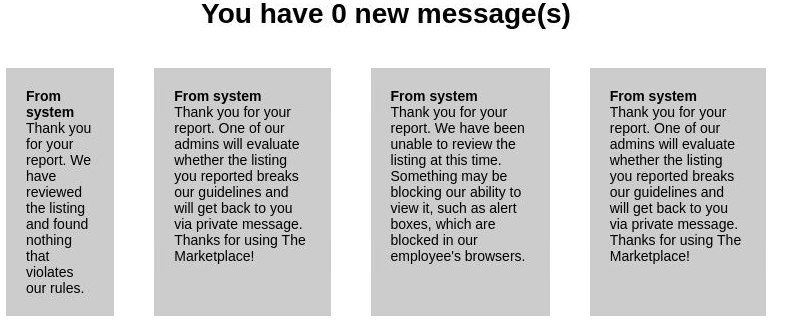 You have 0 new message(s)
From
system
Thank you
for your
report. We
have
reviewed
the listing
and found
nothing
that
violates
our rules.
From system
Thank you for your
report. One of our
admins will evaluate
whether the listing
you reported breaks
our guidelines and
will get back to you
via private message.
Thanks for using The
Marketplace!
From system
Thank you for your
report. We have been
unable to review the
listing at this time.
Something may be
blocking our ability to
view it, such as alert
boxes, which are
blocked in our
employee's browsers.
From system
Thank you for your
report. One of our
admins will evaluate
whether the listing
you reported breaks
our guidelines and
will get back to you
via private message.
Thanks for using The
Marketplace!